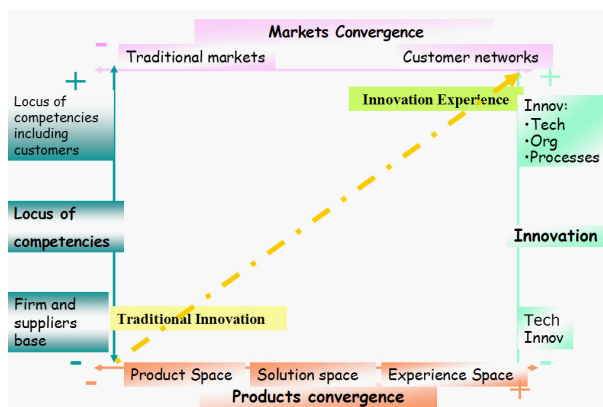 Markets Convergence
-
Traditional markets
Customer networks
+
+
Innovation Experience
Locus of
competencies
including
customers
Innov:
•Tech
•Org
•Processes
Locus of
competencies
Innovation
Firm and
suppliers
base
Traditional Innovation
Tech
Innov
-
-
-
Product Space
Solution space
Experience Space
+
Products convergence